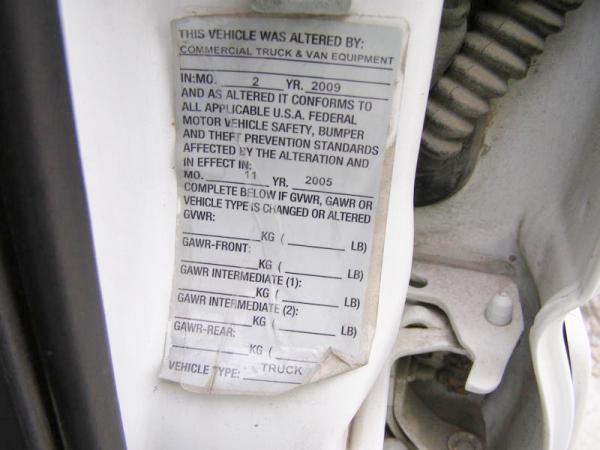 THIS VEHICLE WAS ALTERED BY:
COMMERCIAL TRUCK & VAN EQUIPMENT
IN:MO. 2 YR. 2009
AND AS ALTERED IT CONFORMS TO
ALL APPLICABLE U.S.A. FEDERAL
MOTOR VEHICLE SAFETY, BUMPER
AND THEFT PREVENTION STANDARDS
AFFECTED BY THE ALTERATION AND
IN EFFECT IN:
MO. 11 YR. 2005
COMPLETE BELOW IF GVWR, GAWR OR
VEHICLE TYPE IS CHANGED OR ALTERED
GVWR:
KG ( LB)
GAWR-FRONT:
KG ( LB)
GAWR INTERMEDIATE (1):
KG ( LB)
GAWR INTERMEDIATE (2):
KG ( LB)
GAWR-REAR:
KG ( LB)
VEHICLE TYPE: TRUCK